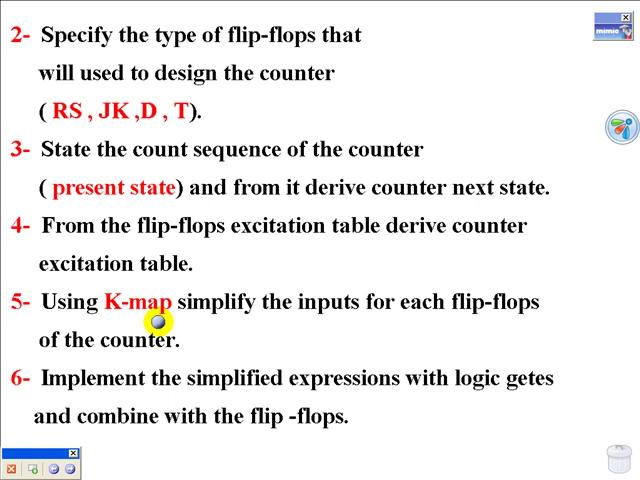 2- Specify the type of flip-flops that
will used to design the counter
( RS , JK ,D , T).
3- State the count sequence of the counter
( present state) and from it derive counter next state.
4- From the flip-flops excitation table derive counter
excitation table.
5- Using K-map simplify the inputs for each flip-flops
of the counter.
6- Implement the simplified expressions with logic getes
and combine with the flip -flops.
mimio